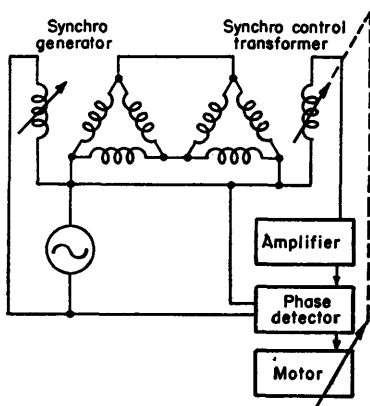 Synchro
generator
Synchro control
transformer
Amplifier
Phase
detector
Motor